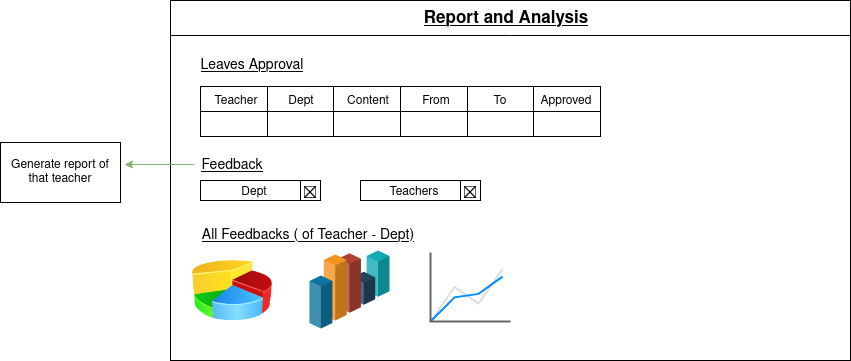 Report and Analysis
Leaves Approval
Teacher Dept Content From To Approved
Generate report of
that teacher
Feedback
Dept Teachers
All Feedbacks ( of Teacher - Dept)